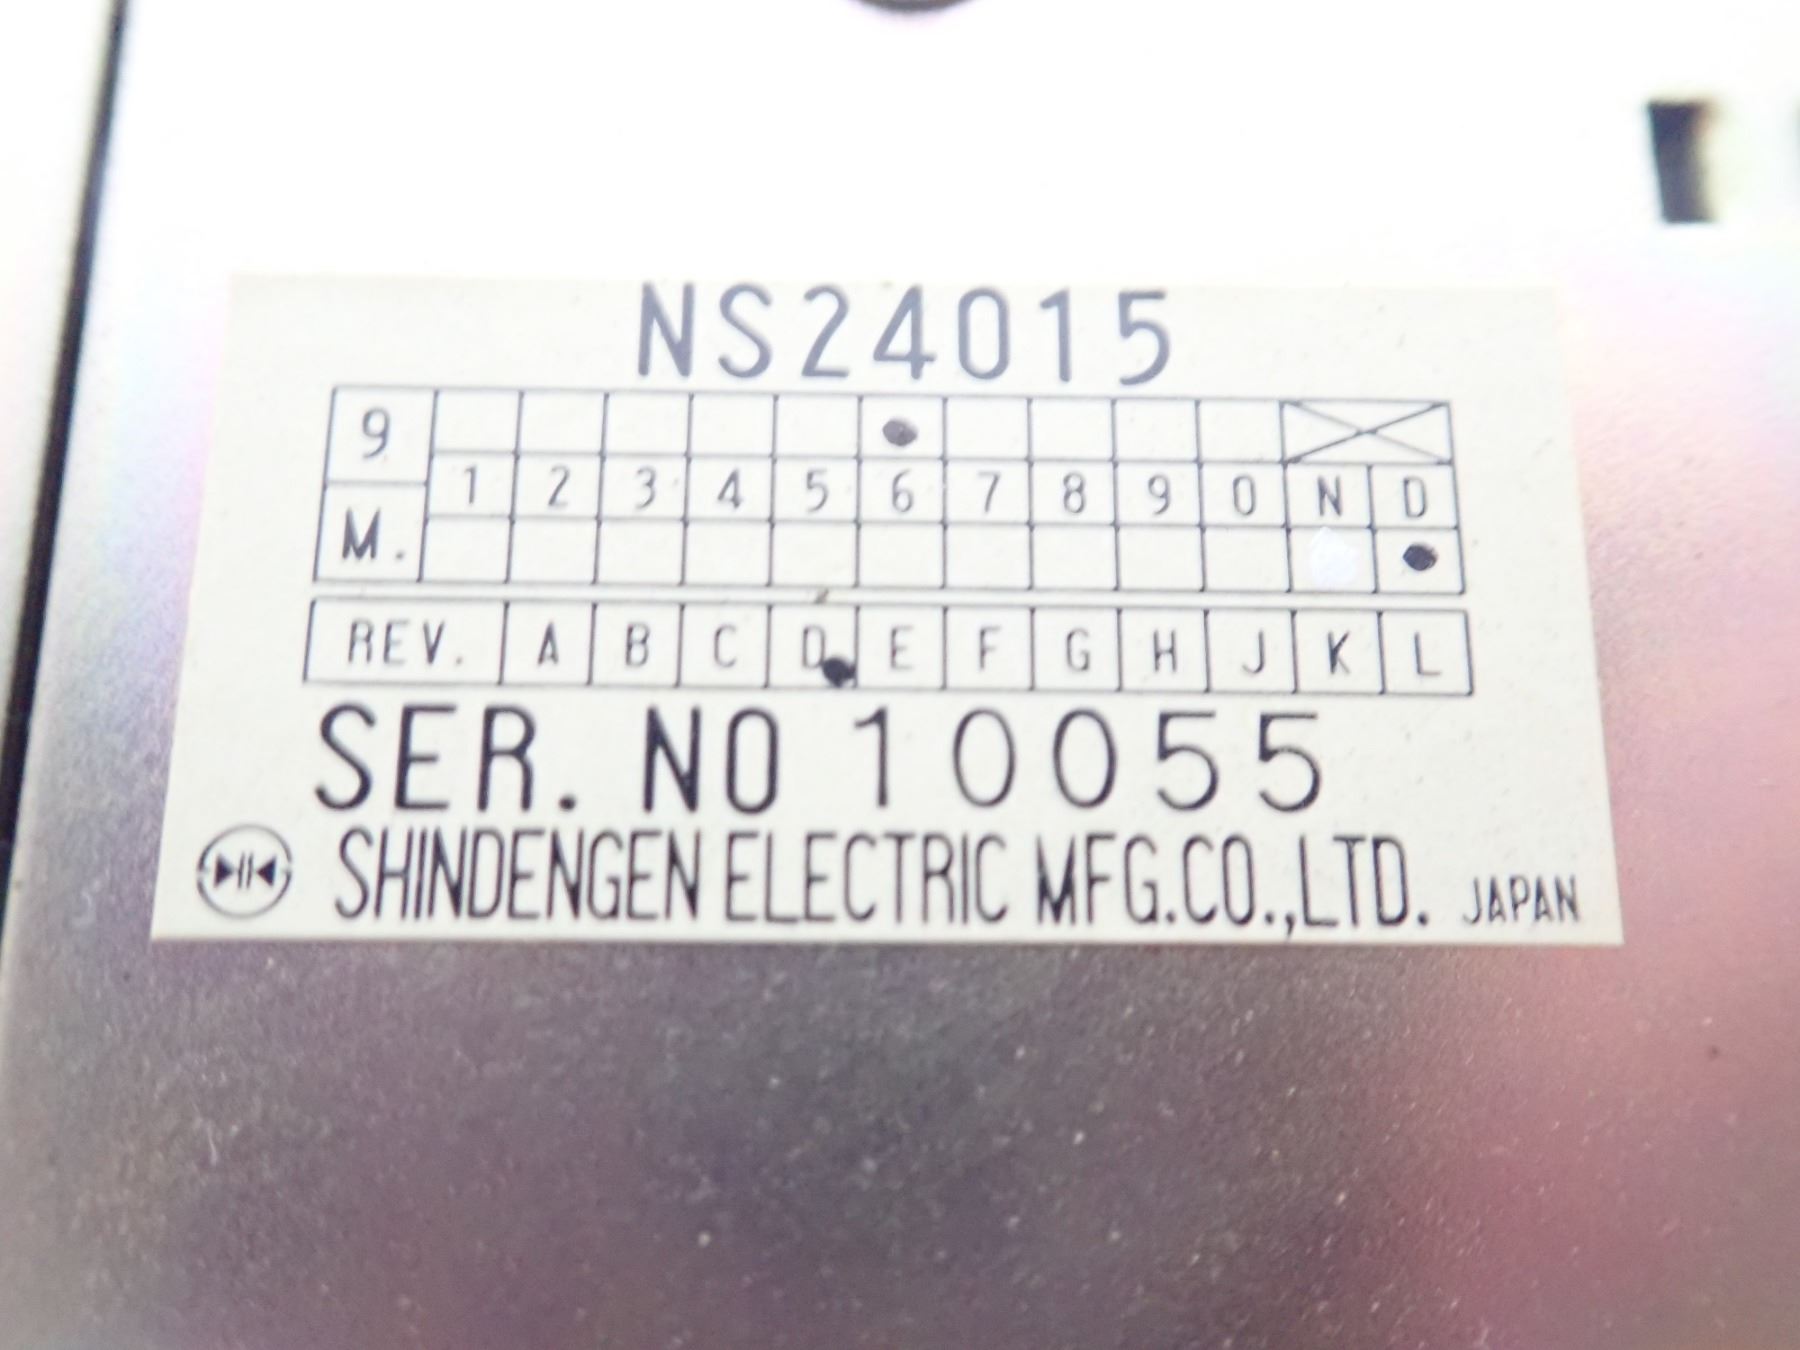 NS24015
9
1 2 3 4 5 6 7 8 9 0 N D
M.
REV. A B C D E F G H J K L
SER. NO 10055
SHINDENGEN ELECTRIC MFG.CO.,LTD. JAPAN